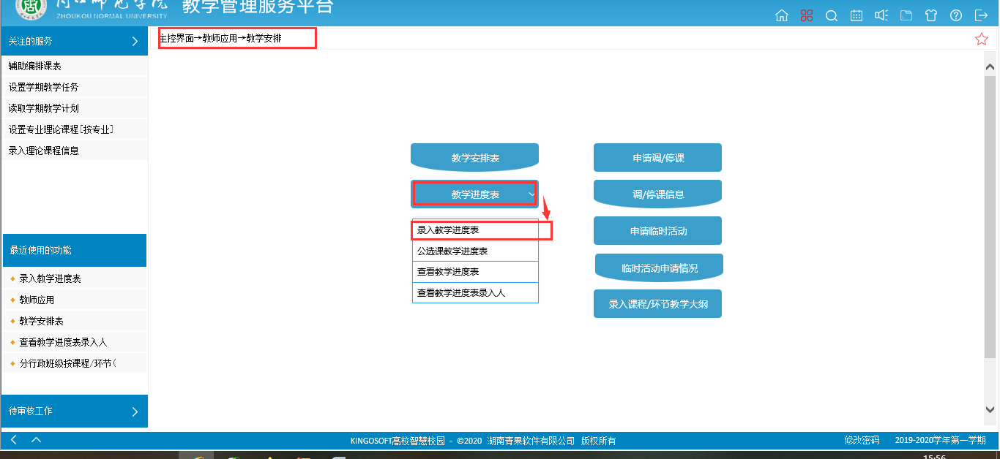 周口师范学院
ZHOUKOU NORMAL UNIVERSITY
教学管理服务平台
关注的服务
主控界面→教师应用→教学安排
辅助编排课表
设置学期教学任务
读取学期教学计划
设置专业理论课程[按专业]
录入理论课程信息
教学安排表
申请调/停课
教学进度表
调/停课信息
录入教学进度表
申请临时活动
公选课教学进度表
查看教学进度表
临时活动申请情况
查看教学进度表录入人
录入课程/环节教学大纲
最近使用的功能
录入教学进度表
教师应用
教学安排表
查看教学进度表录入人
分行政班级按课程/环节(
待审核工作
KINGOSOFT高校智慧校园 - ©2020 湖南青果软件有限公司 版权所有
修改密码
2019-2020学年第一学期
15:56